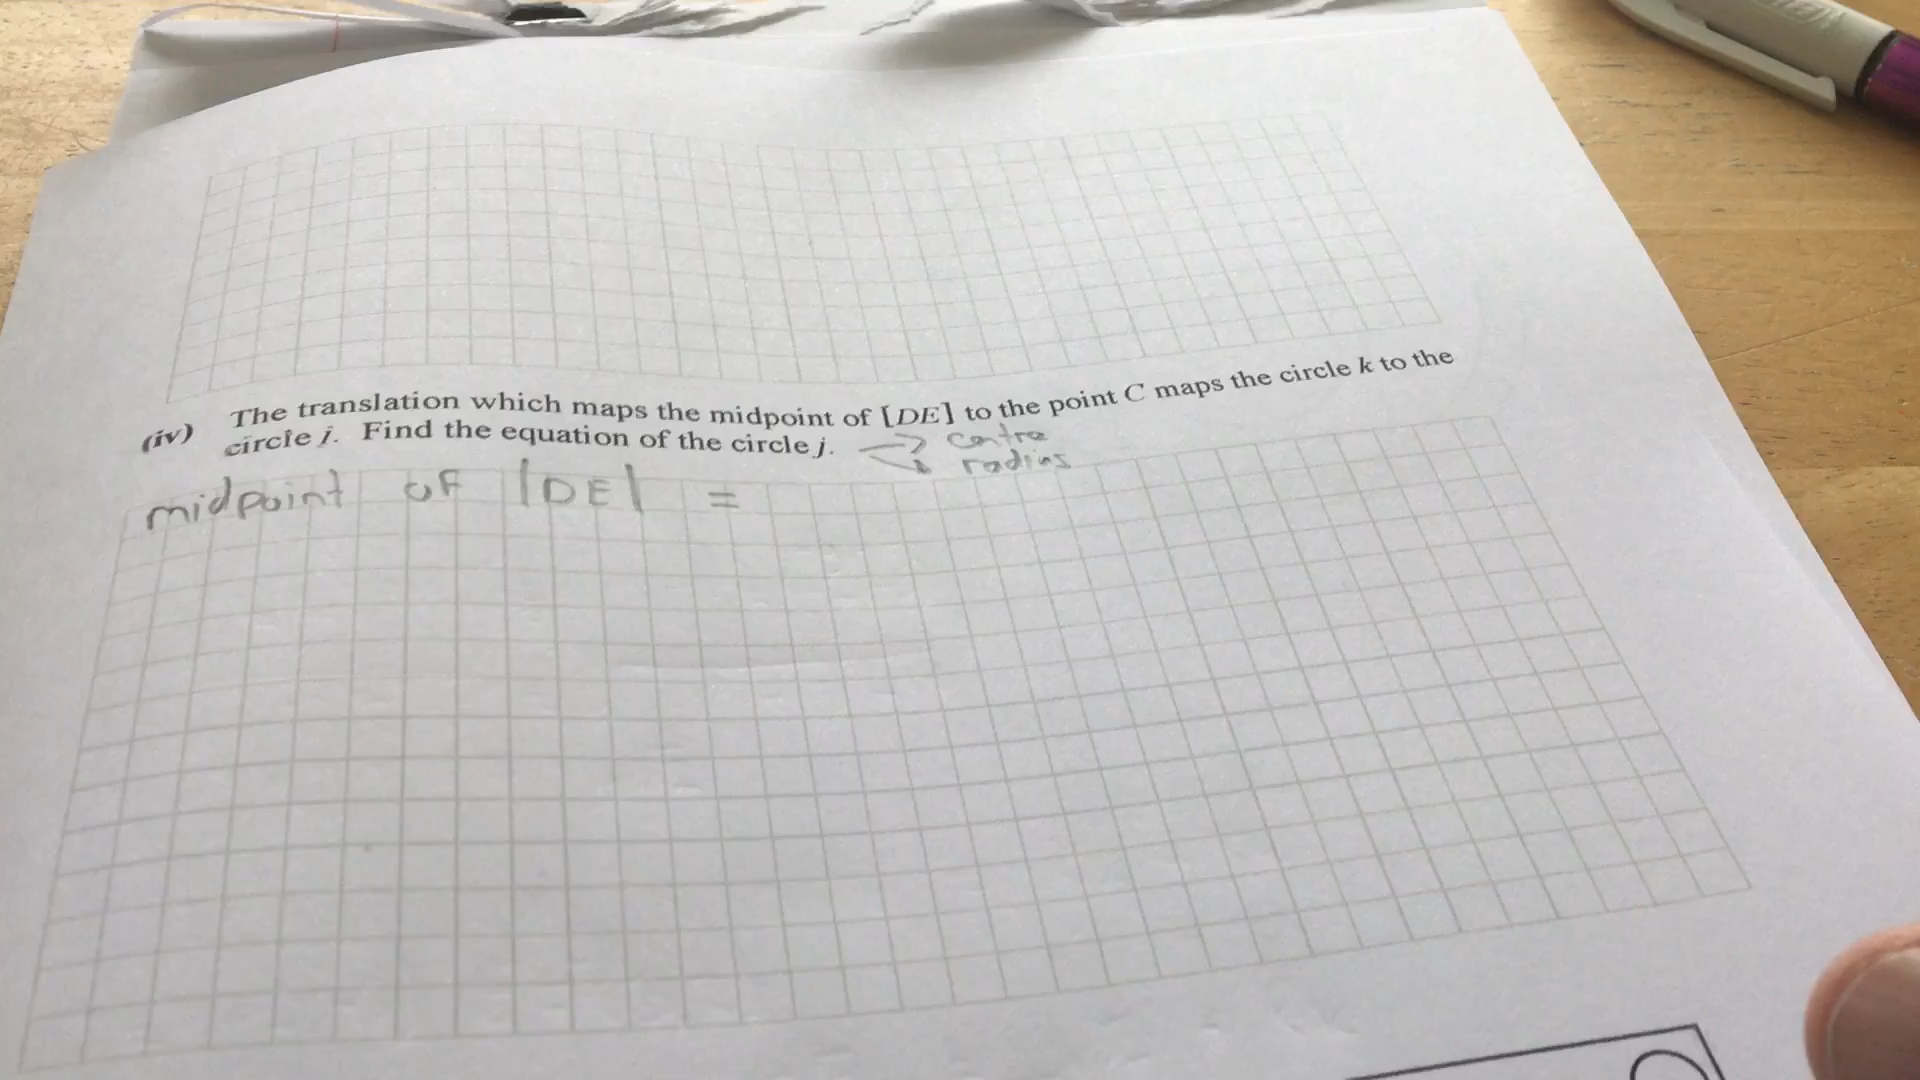 (iv) The translation which maps the midpoint of [DE] to the point C maps the circle k to the
circle j. Find the equation of the circle j.
→ centre
→ radius
midpoint of |DE| =